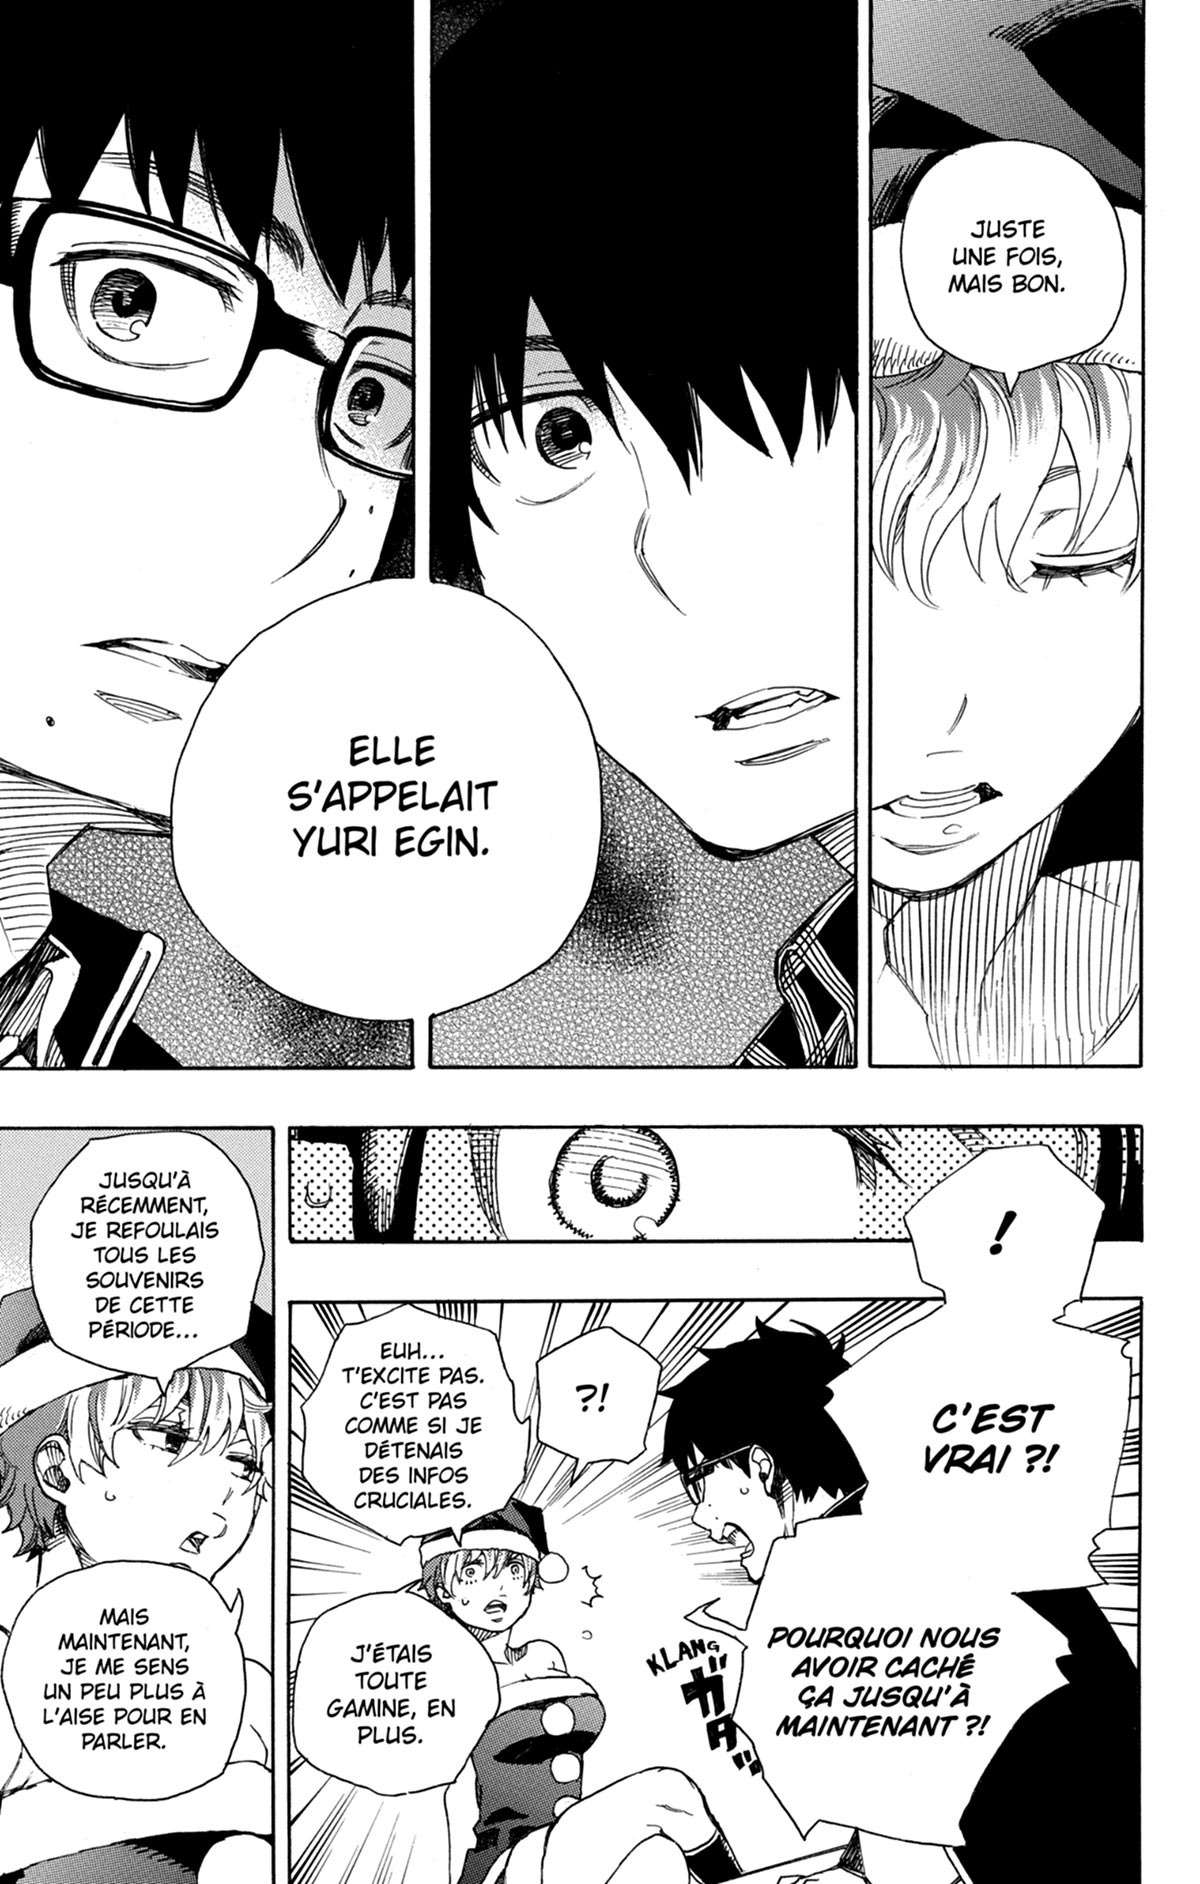 JUSTE
UNE FOIS,
MAIS BON.
ELLE
S'APPELAIT
YURI EGIN.
!
C'EST
VRAI ?!
POURQUOI NOUS
AVOIR CACHÉ
ÇA JUSQU'À
MAINTENANT ?!
KLANG
ガタッ
?!
EUH...
T'EXCITE PAS.
C'EST PAS
COMME SI JE
DÉTENAIS
DES INFOS
CRUCIALES.
J'ÉTAIS
TOUTE
GAMINE, EN
PLUS.
JUSQU'À
RÉCEMMENT,
JE REFOULAIS
TOUS LES
SOUVENIRS
DE CETTE
PÉRIODE...
MAIS
MAINTENANT,
JE ME SENS
UN PEU PLUS À
L'AISE POUR EN
PARLER.